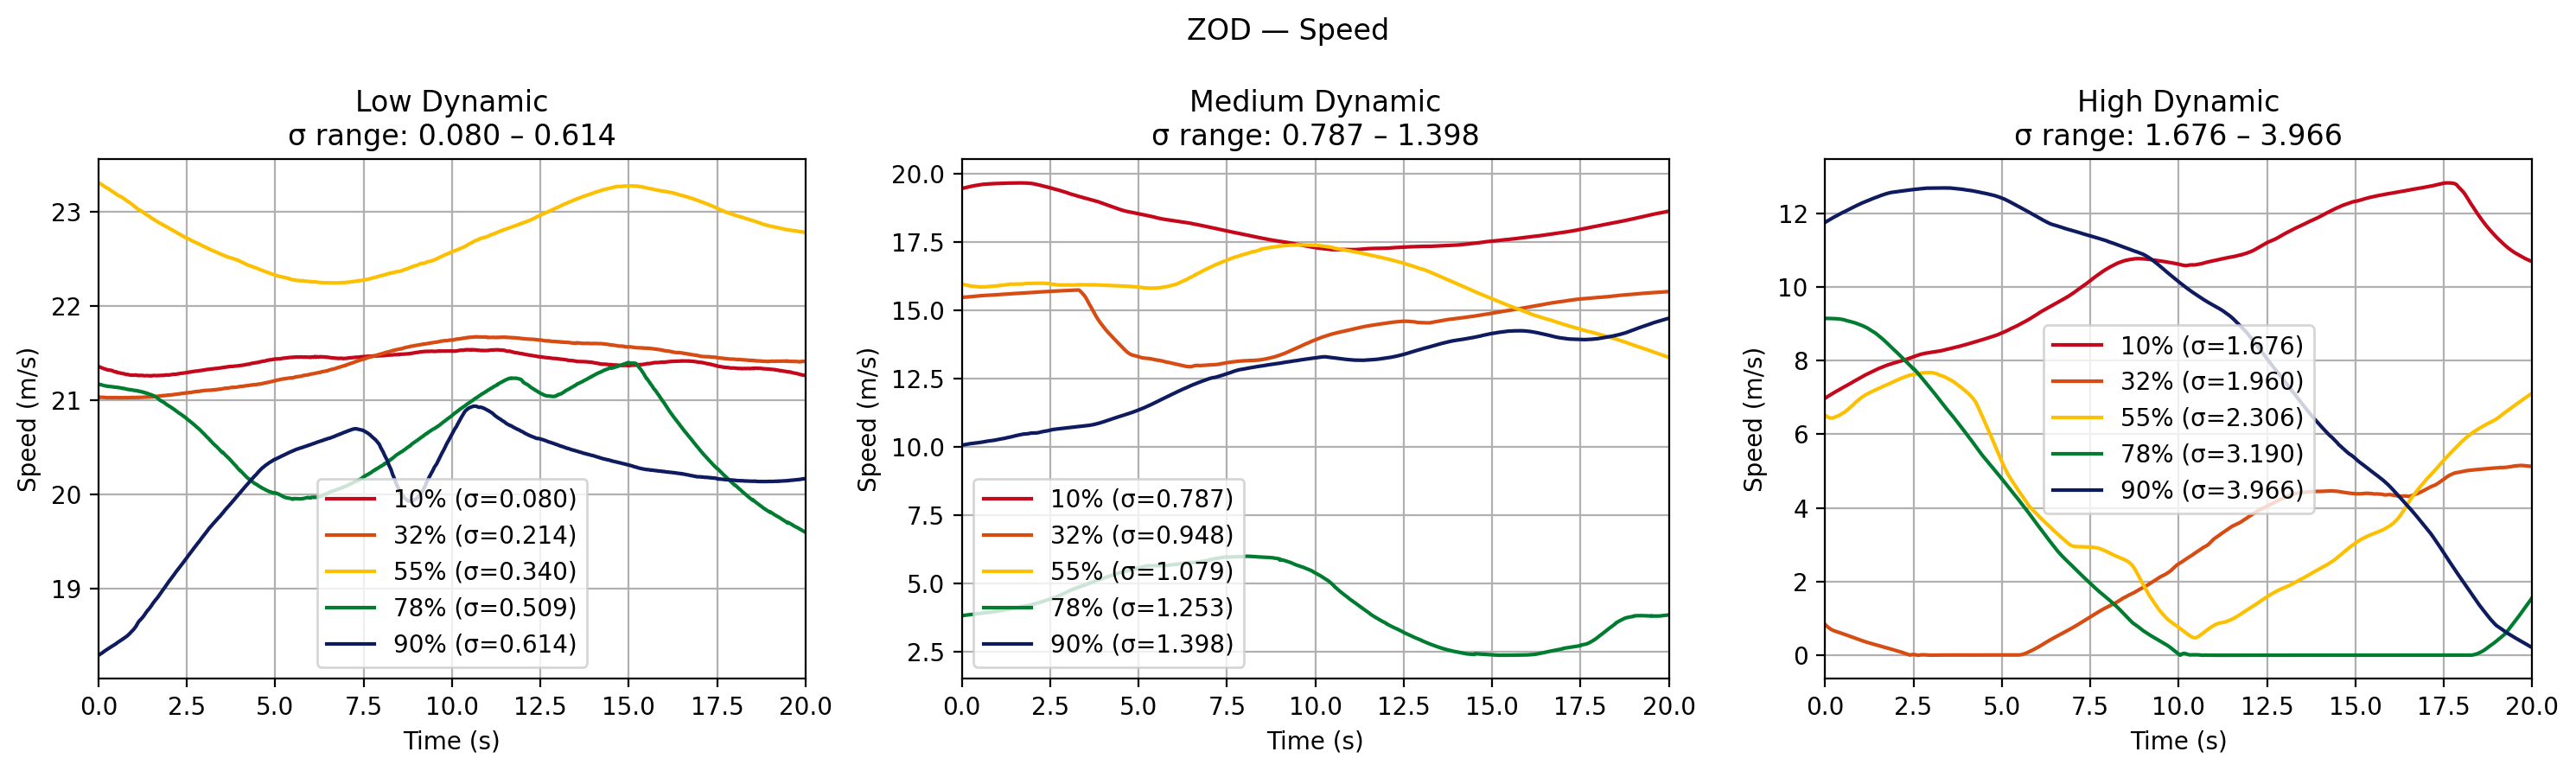 ZOD — Speed
Low Dynamic
σ range: 0.080 – 0.614
Speed (m/s)
23
22
21
20
19
10% (σ=0.080)
32% (σ=0.214)
55% (σ=0.340)
78% (σ=0.509)
90% (σ=0.614)
0.0 2.5 5.0 7.5 10.0 12.5 15.0 17.5 20.0
Time (s)
Medium Dynamic
σ range: 0.787 – 1.398
Speed (m/s)
20.0
17.5
15.0
12.5
10.0
7.5
5.0
2.5
10% (σ=0.787)
32% (σ=0.948)
55% (σ=1.079)
78% (σ=1.253)
90% (σ=1.398)
0.0 2.5 5.0 7.5 10.0 12.5 15.0 17.5 20.0
Time (s)
High Dynamic
σ range: 1.676 – 3.966
Speed (m/s)
12
10
8
6
4
2
0
10% (σ=1.676)
32% (σ=1.960)
55% (σ=2.306)
78% (σ=3.190)
90% (σ=3.966)
0.0 2.5 5.0 7.5 10.0 12.5 15.0 17.5 20.0
Time (s)